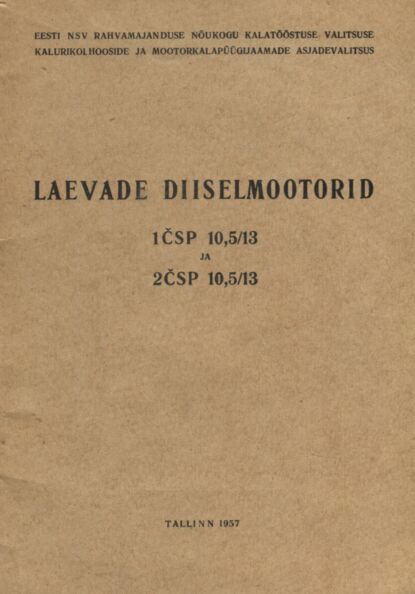 EESTI NSV RAHVAMAJANDUSE NÕUKOGU KALATÖÖSTUSE VALITSUSE
KALURIKOLHOOSIDE JA MOOTORKALAPÜÜGIJAAMADE ASJADEVALITSUS
LAEVADE DIISELMOOTORID
1ČSP 10,5/13
JA
2ČSP 10,5/13
TALLINN 1957